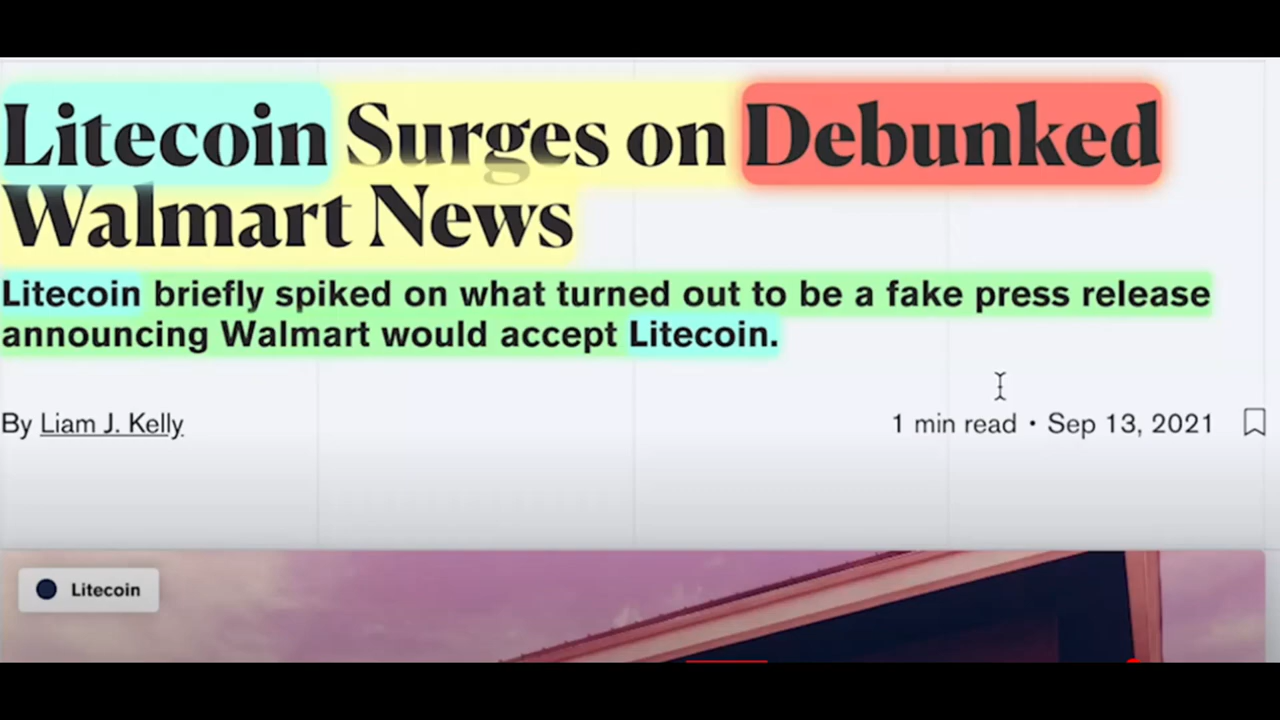 Litecoin Surges on Debunked
Walmart News
Litecoin briefly spiked on what turned out to be a fake press release
announcing Walmart would accept Litecoin.
By Liam J. Kelly
1 min read • Sep 13, 2021
Litecoin